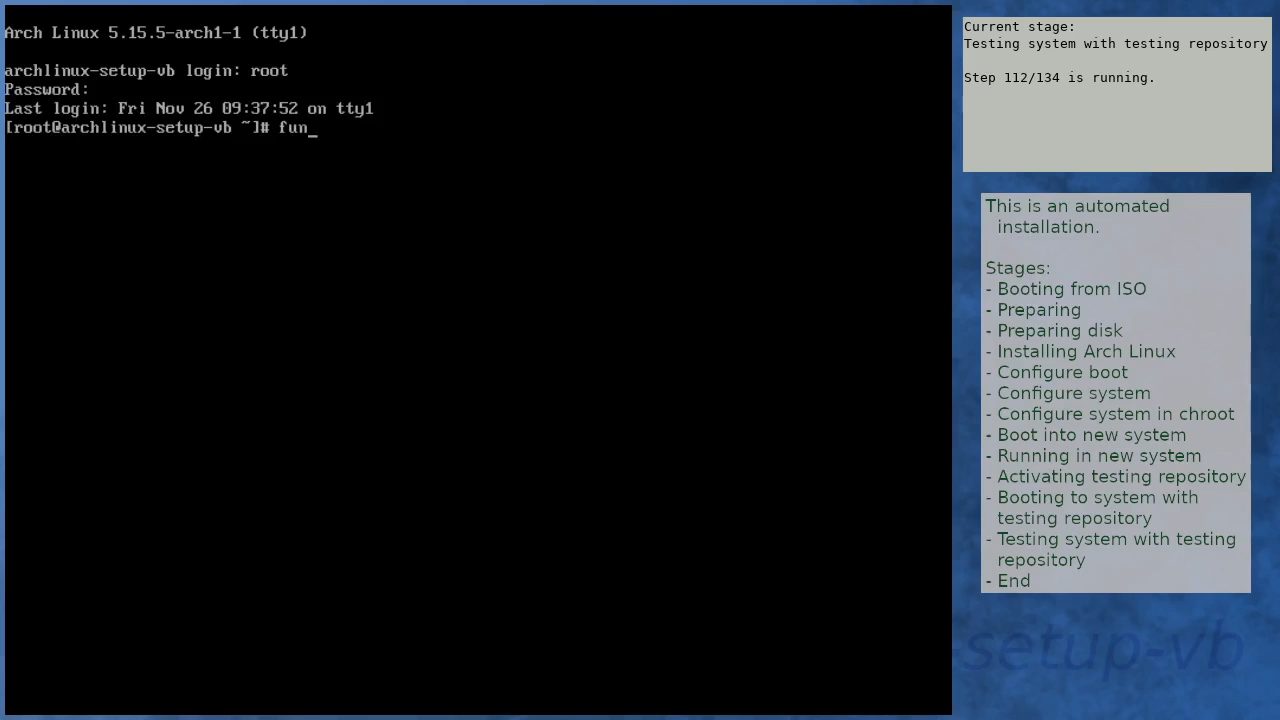 Arch Linux 5.15.5-arch1-1 (tty1)
archlinux-setup-vb login: root
Password:
Last login: Fri Nov 26 09:37:52 on tty1
[root@archlinux-setup-vb ~]# fun_
Current stage:
Testing system with testing repository
Step 112/134 is running.
This is an automated
installation.
Stages:
- Booting from ISO
- Preparing
- Preparing disk
- Installing Arch Linux
- Configure boot
- Configure system
- Configure system in chroot
- Boot into new system
- Running in new system
- Activating testing repository
- Booting to system with
testing repository
- Testing system with testing
repository
- End
setup-vb